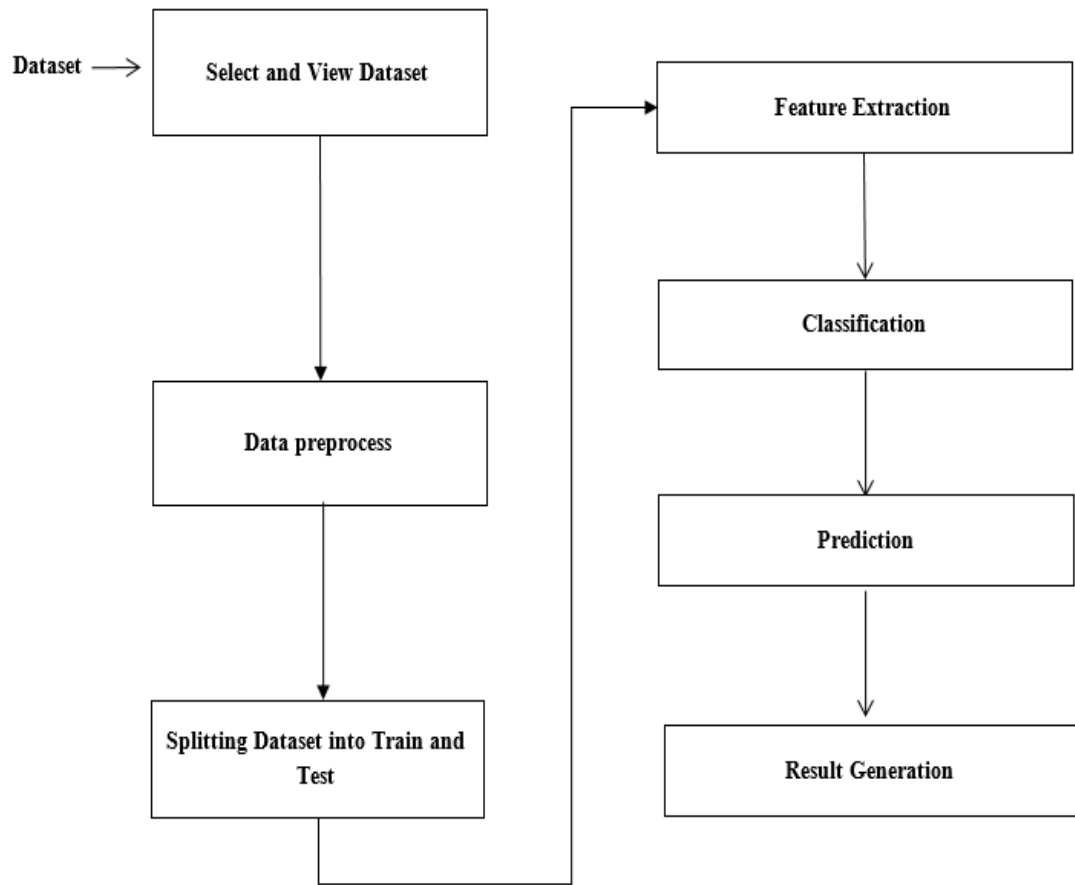 Dataset
Select and View Dataset
Data preprocess
Splitting Dataset into Train and
Test
Feature Extraction
Classification
Prediction
Result Generation